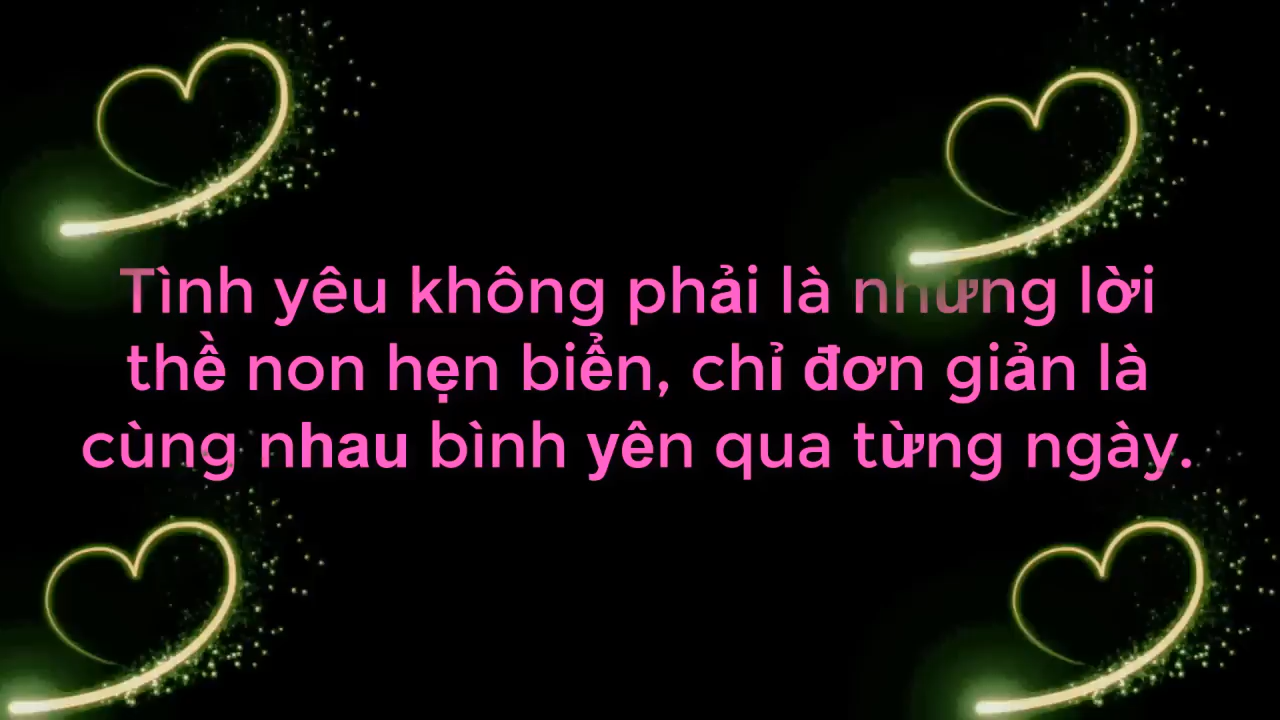 Tình yêu không phải là những lời
thề non hẹn biển, chỉ đơn giản là
cùng nhau bình yên qua từng ngày.